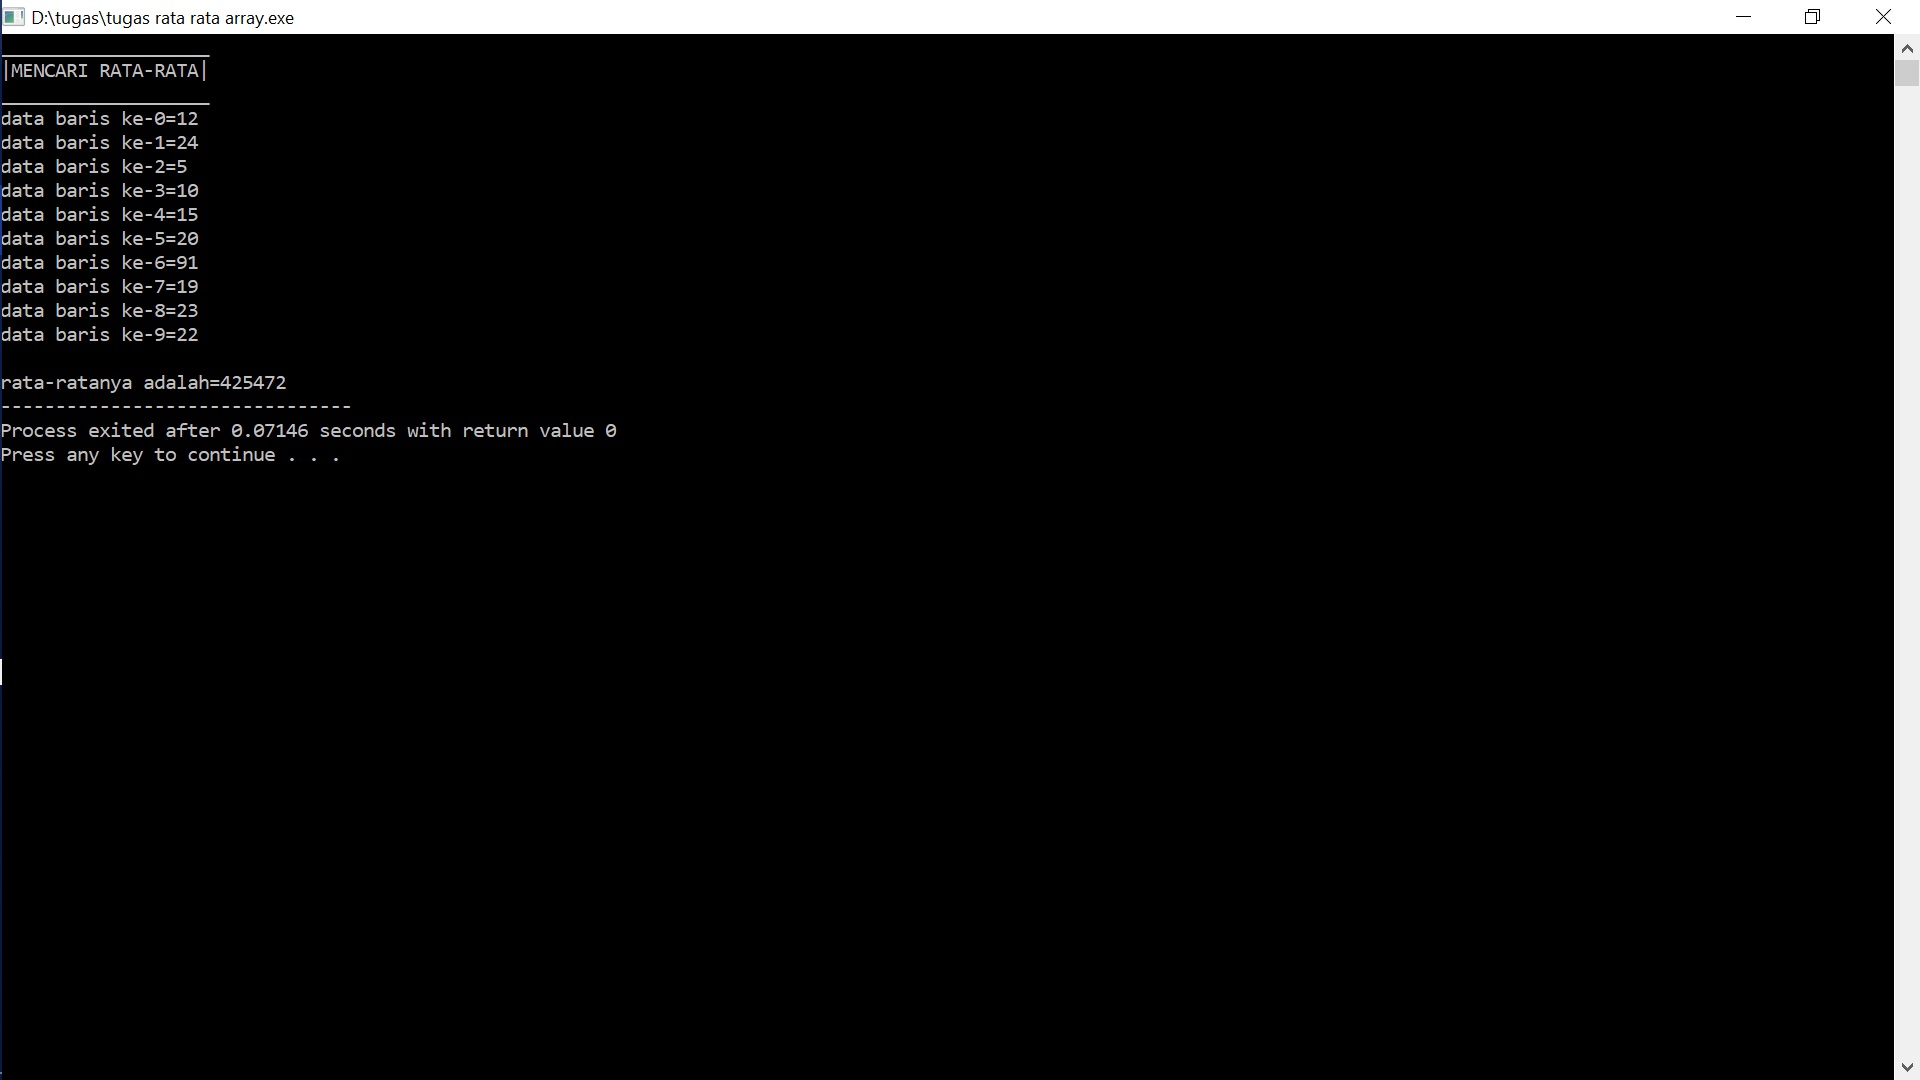 D:\tugas\tugas rata rata array.exe
|MENCARI RATA-RATA|
data baris ke-0=12
data baris ke-1=24
data baris ke-2=5
data baris ke-3=10
data baris ke-4=15
data baris ke-5=20
data baris ke-6=91
data baris ke-7=19
data baris ke-8=23
data baris ke-9=22
rata-ratanya adalah=425472
--------------------------------
Process exited after 0.07146 seconds with return value 0
Press any key to continue . . .